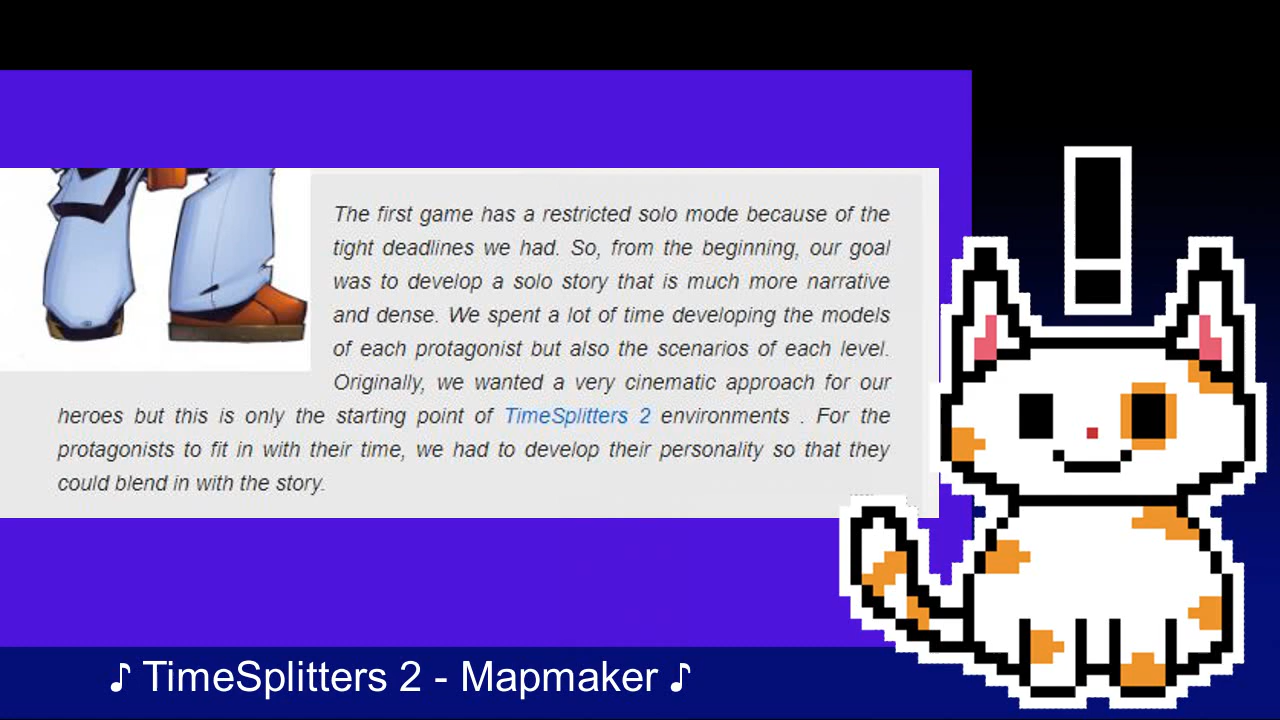 The first game has a restricted solo mode because of the
tight deadlines we had. So, from the beginning, our goal
was to develop a solo story that is much more narrative
and dense. We spent a lot of time developing the models
of each protagonist but also the scenarios of each level.
Originally, we wanted a very cinematic approach for our
heroes but this is only the starting point of TimeSplitters 2 environments . For the
protagonists to fit in with their time, we had to develop their personality so that they
could blend in with the story.
!
♪ TimeSplitters 2 - Mapmaker ♪